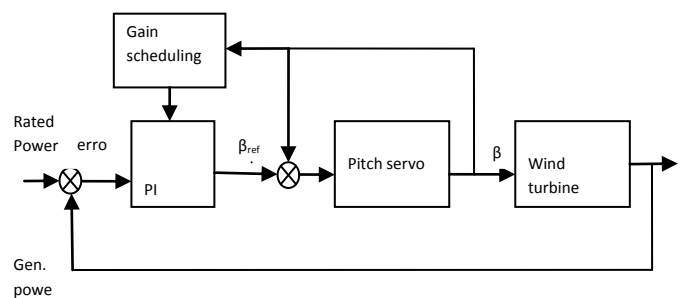 Gain
scheduling
Rated
Power
erro
PI
βref
.
Pitch servo
β
Wind
turbine
Gen.
powe